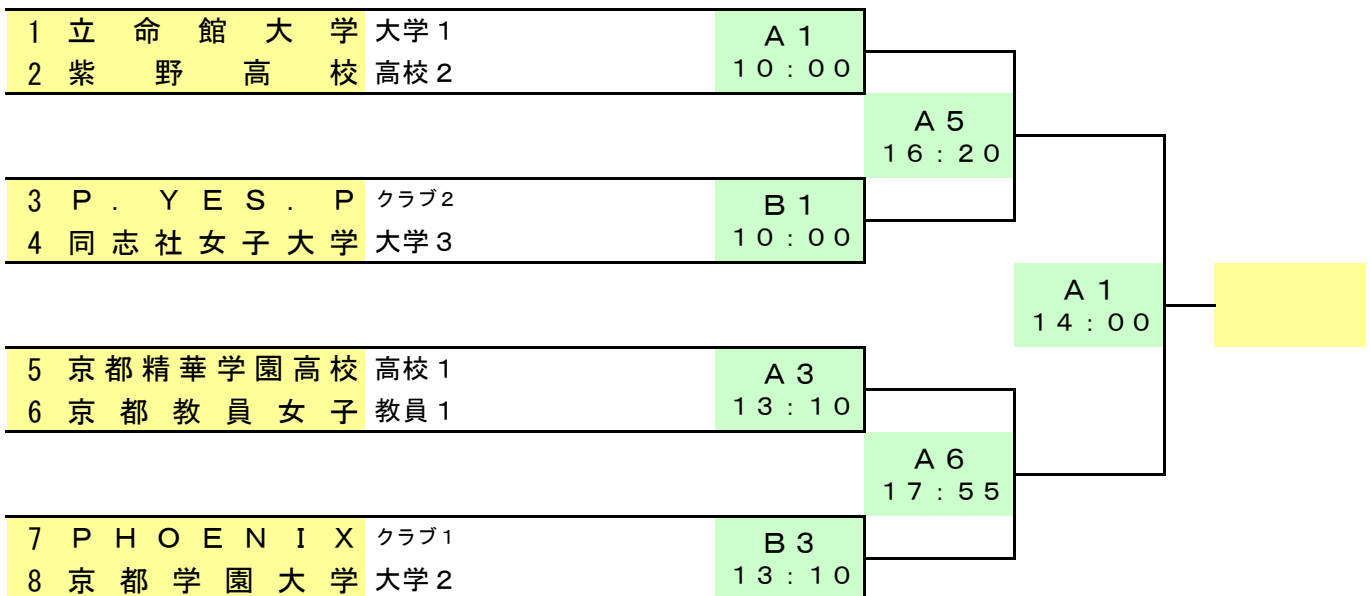 1 立命館大学 大学1
2 紫野高校 高校2
A1
10:00
A5
16:20
3 P.YES.P クラブ2
4 同志社女子大学 大学3
B1
10:00
A1
14:00
5 京都精華学園高校 高校1
6 京都教員女子 教員1
A3
13:10
A6
17:55
7 PHOENIX クラブ1
8 京都学園大学 大学2
B3
13:10